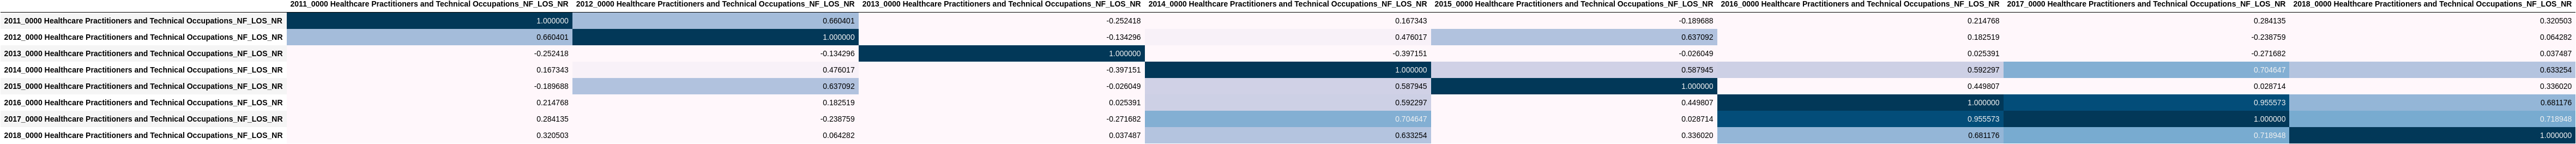 2011_0000 Healthcare Practitioners and Technical Occupations_NF_LOS_NR 2012_0000 Healthcare Practitioners and Technical Occupations_NF_LOS_NR 2013_0000 Healthcare Practitioners and Technical Occupations_NF_LOS_NR 2014_0000 Healthcare Practitioners and Technical Occupations_NF_LOS_NR 2015_0000 Healthcare Practitioners and Technical Occupations_NF_LOS_NR 2016_0000 Healthcare Practitioners and Technical Occupations_NF_LOS_NR 2017_0000 Healthcare Practitioners and Technical Occupations_NF_LOS_NR 2018_0000 Healthcare Practitioners and Technical Occupations_NF_LOS_NR
2011_0000 Healthcare Practitioners and Technical Occupations_NF_LOS_NR 1.000000 0.660401 -0.252418 0.167343 -0.189688 0.214768 0.284135 0.320503
2012_0000 Healthcare Practitioners and Technical Occupations_NF_LOS_NR 0.660401 1.000000 -0.134296 0.476017 0.637092 0.182519 -0.238759 0.064282
2013_0000 Healthcare Practitioners and Technical Occupations_NF_LOS_NR -0.252418 -0.134296 1.000000 -0.397151 -0.026049 0.025391 -0.271682 0.037487
2014_0000 Healthcare Practitioners and Technical Occupations_NF_LOS_NR 0.167343 0.476017 -0.397151 1.000000 0.587945 0.592297 0.704647 0.633254
2015_0000 Healthcare Practitioners and Technical Occupations_NF_LOS_NR -0.189688 0.637092 -0.026049 0.587945 1.000000 0.449807 0.028714 0.336020
2016_0000 Healthcare Practitioners and Technical Occupations_NF_LOS_NR 0.214768 0.182519 0.025391 0.592297 0.449807 1.000000 0.955573 0.681176
2017_0000 Healthcare Practitioners and Technical Occupations_NF_LOS_NR 0.284135 -0.238759 -0.271682 0.704647 0.028714 0.955573 1.000000 0.718948
2018_0000 Healthcare Practitioners and Technical Occupations_NF_LOS_NR 0.320503 0.064282 0.037487 0.633254 0.336020 0.681176 0.718948 1.000000